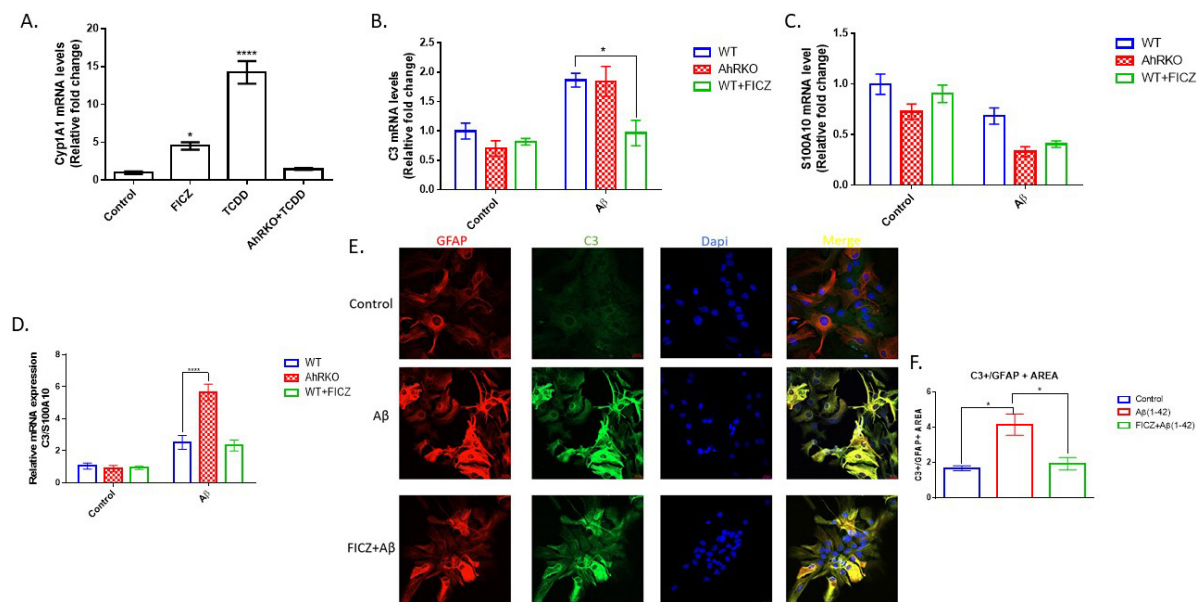 A.
Cyp1A1 mRNA levels
(Relative fold change)
20
15
10
5
0
*
****
Control
FICZ
TCDD
AhRKO+TCDD
B.
C3 mRNA levels
(Relative fold change)
2.5
2.0
1.5
1.0
0.5
0.0
*
Control
Aβ
WT
AhRKO
WT+FICZ
C.
S100A10 mRNA level
(Relative fold change)
1.5
1.0
0.5
0.0
Control
Aβ
WT
AhRKO
WT+FICZ
D.
Relative mRNA expression
C3/S100A10
8
6
4
2
0
****
Control
Aβ
WT
AhRKO
WT+FICZ
E.
GFAP
C3
Dapi
Merge
Control
Aβ
FICZ+Aβ
F.
C3+/GFAP + AREA
C3+/GFAP+ AREA
6
4
2
0
*
*
Control
Aβ(1-42)
FICZ+Aβ(1-42)